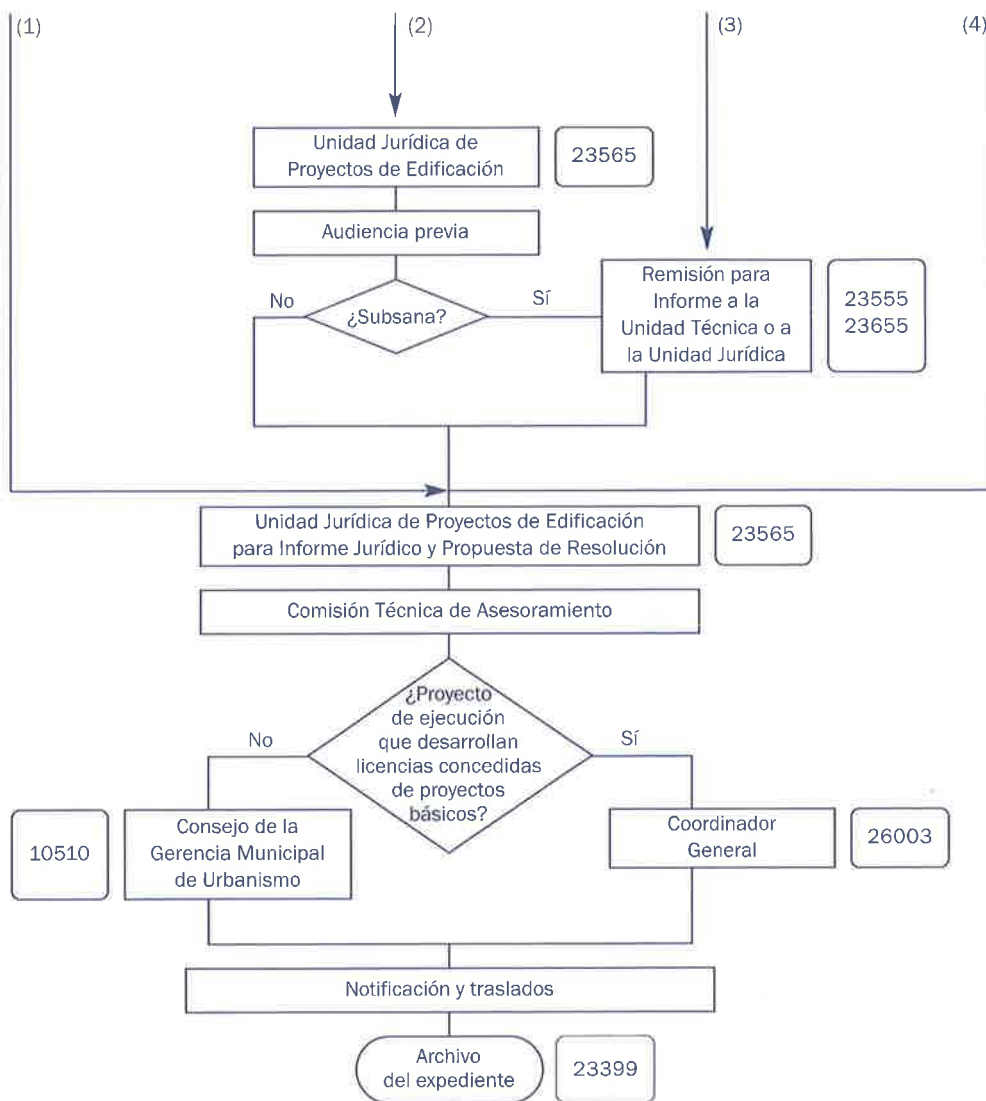 (1)
(2)
(3)
(4)
Unidad Jurídica de
Proyectos de Edificación
23565
Audiencia previa
No
¿Subsana?
Sí
Remisión para
Informe a la
Unidad Técnica o a
la Unidad Jurídica
23555
23655
Unidad Jurídica de Proyectos de Edificación
para Informe Jurídico y Propuesta de Resolución
23565
Comisión Técnica de Asesoramiento
¿Proyecto
de ejecución
que desarrollan
licencias concedidas
de proyectos
básicos?
No
Sí
10510
Consejo de la
Gerencia Municipal
de Urbanismo
Coordinador
General
26003
Notificación y traslados
Archivo
del expediente
23399